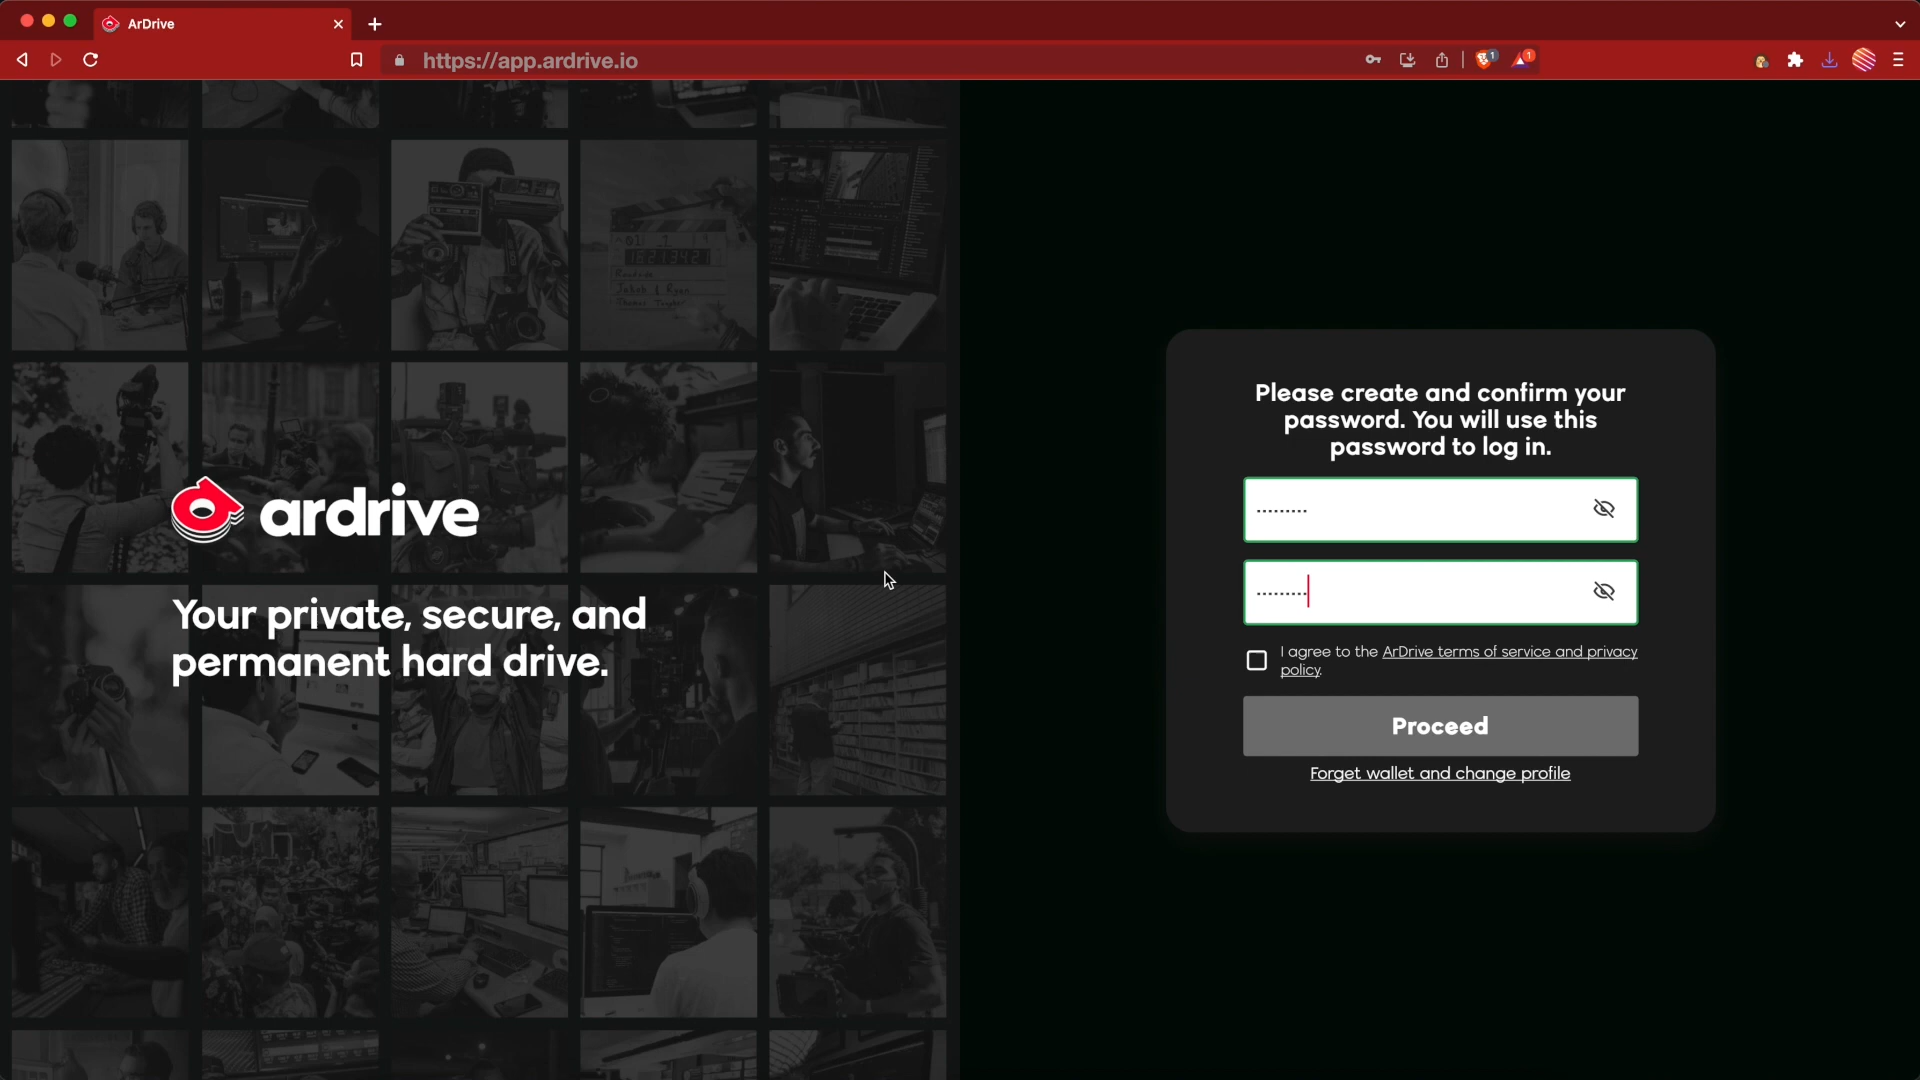 ArDrive
https://app.ardrive.io
1
1
ardrive
Your private, secure, and
permanent hard drive.
Please create and confirm your
password. You will use this
password to log in.
I agree to the ArDrive terms of service and privacy
policy.
Proceed
Forget wallet and change profile